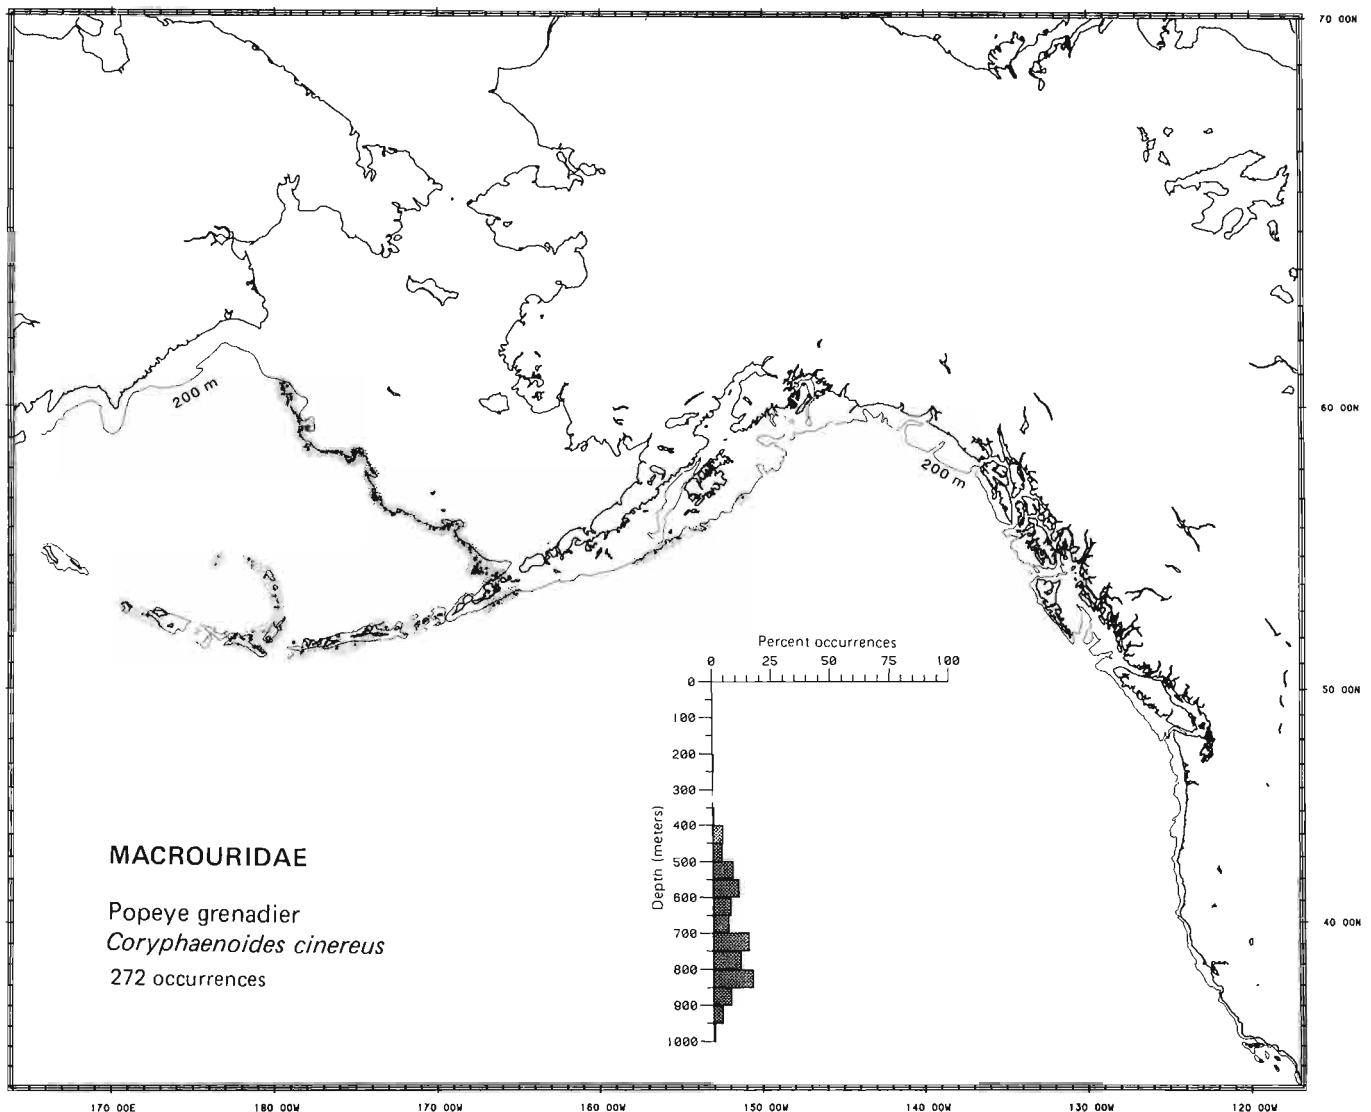 70 00N
200 m
60 00N
200 m
Percent occurrences
0 25 50 75 100
50 00N
0
100
200
300
400
500
600
700
800
900
1000
Depth (meters)
MACROURIDAE
Popeye grenadier
Coryphaenoides cinereus
272 occurrences
40 00N
170 00E 180 00W 170 00W 160 00W 150 00W 140 00W 130 00W 120 00W